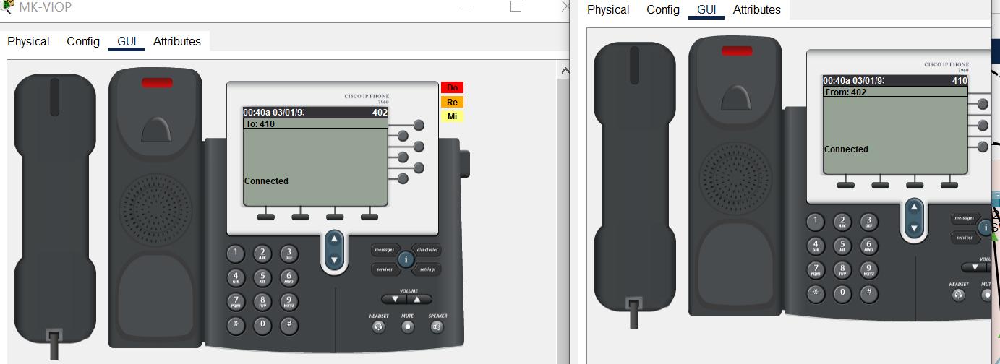 MK-VIOP
Physical Config GUI Attributes
CISCO IP PHONE
7960
00:40a 03/01/93 402
To: 410
Connected
Do
Re
Mi
1 2 ABC 3 DEF
4 GHI 5 JKL 6 MNO
7 PQRS 8 TUV 9 WXYZ
* 0 #
messages directories
i
services settings
VOLUME
HEADSET MUTE SPEAKER
Physical Config GUI Attributes
CISCO IP PHONE
7960
00:40a 03/01/93 410
From: 402
Connected
1 2 ABC 3 DEF
4 GHI 5 JKL 6 MNO
7 PQRS 8 TUV 9 WXYZ
* 0 #
messages
i
services
VOLU
HEADSET MUT